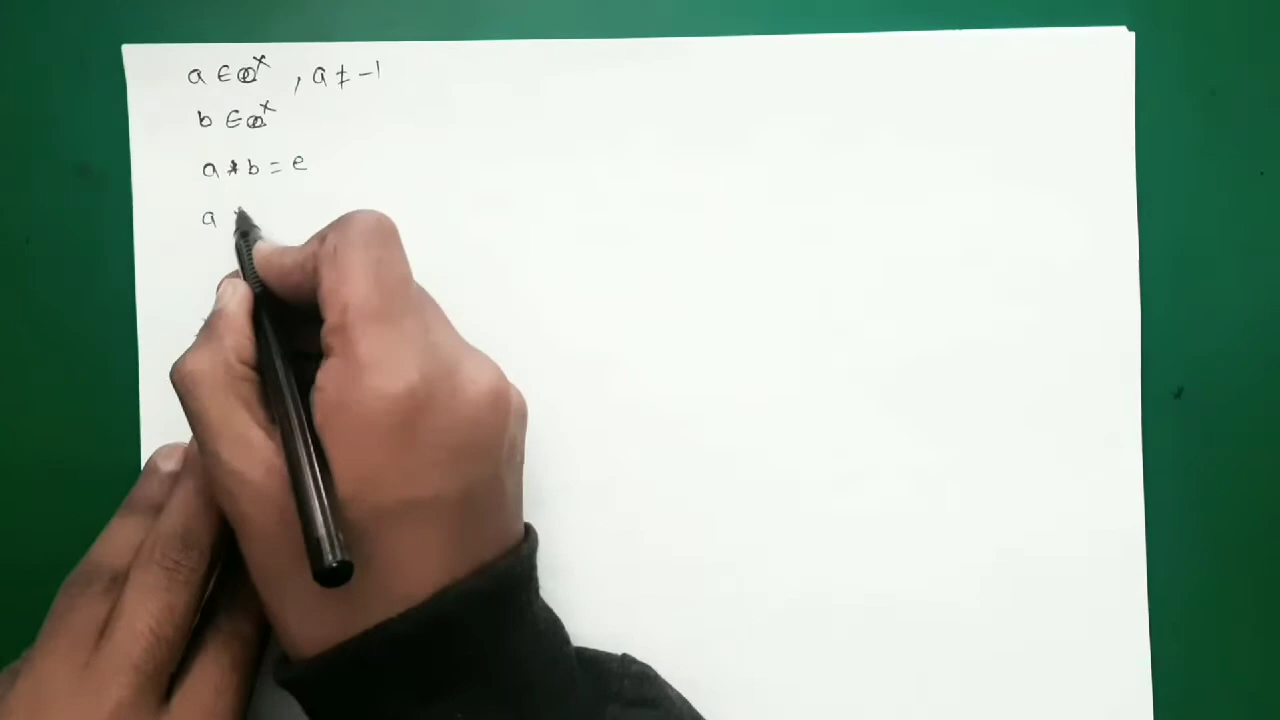 a ∈ ℚˣ , a ≠ -1
b ∈ ℚˣ
a * b = e
a